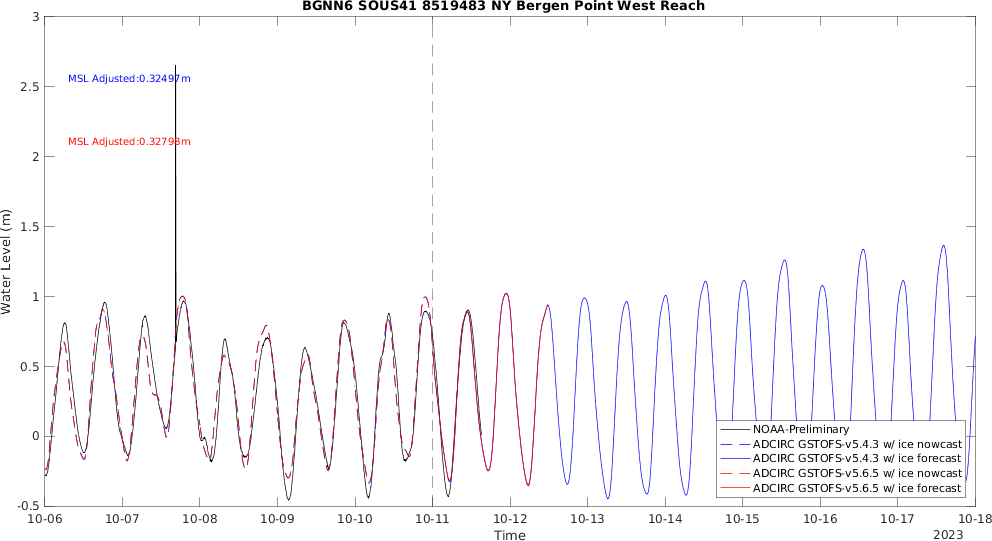 BGNN6 SOUS41 8519483 NY Bergen Point West Reach
3
2.5
2
1.5
1
0.5
0
-0.5
Water Level (m)
MSL Adjusted:0.32497m
MSL Adjusted:0.32793m
NOAA-Preliminary
ADCIRC GSTOFS-v5.4.3 w/ ice nowcast
ADCIRC GSTOFS-v5.4.3 w/ ice forecast
ADCIRC GSTOFS-v5.6.5 w/ ice nowcast
ADCIRC GSTOFS-v5.6.5 w/ ice forecast
10-06 10-07 10-08 10-09 10-10 10-11 10-12 10-13 10-14 10-15 10-16 10-17 10-18
Time
2023